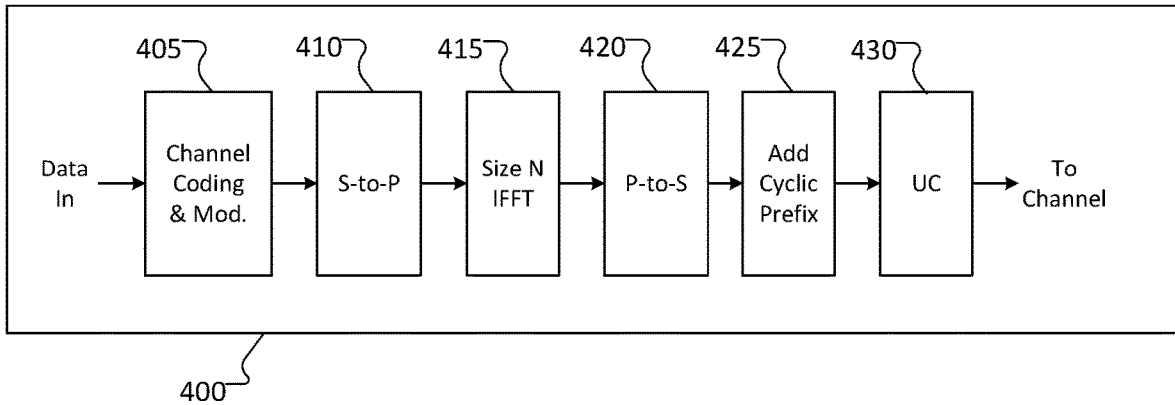 405
410
415
420
425
430
Data
In
Channel
Coding
& Mod.
S-to-P
Size N
IFFT
P-to-S
Add
Cyclic
Prefix
UC
To
Channel
400